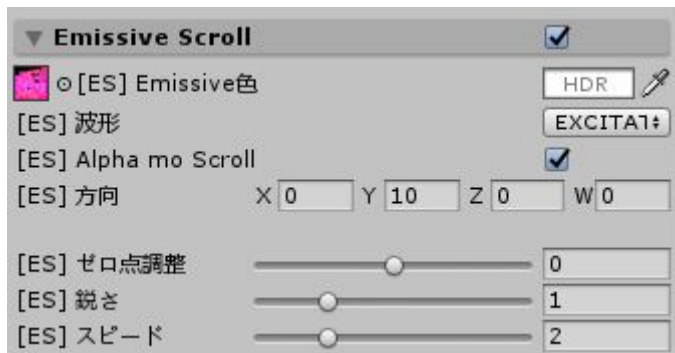 Emissive Scroll
[ES] Emissive色 HDR
[ES] 波形 EXCITAT
[ES] Alpha mo Scroll
[ES] 方向 X 0 Y 10 Z 0 W 0
[ES] ゼロ点調整 0
[ES] 鋭さ 1
[ES] スピード 2